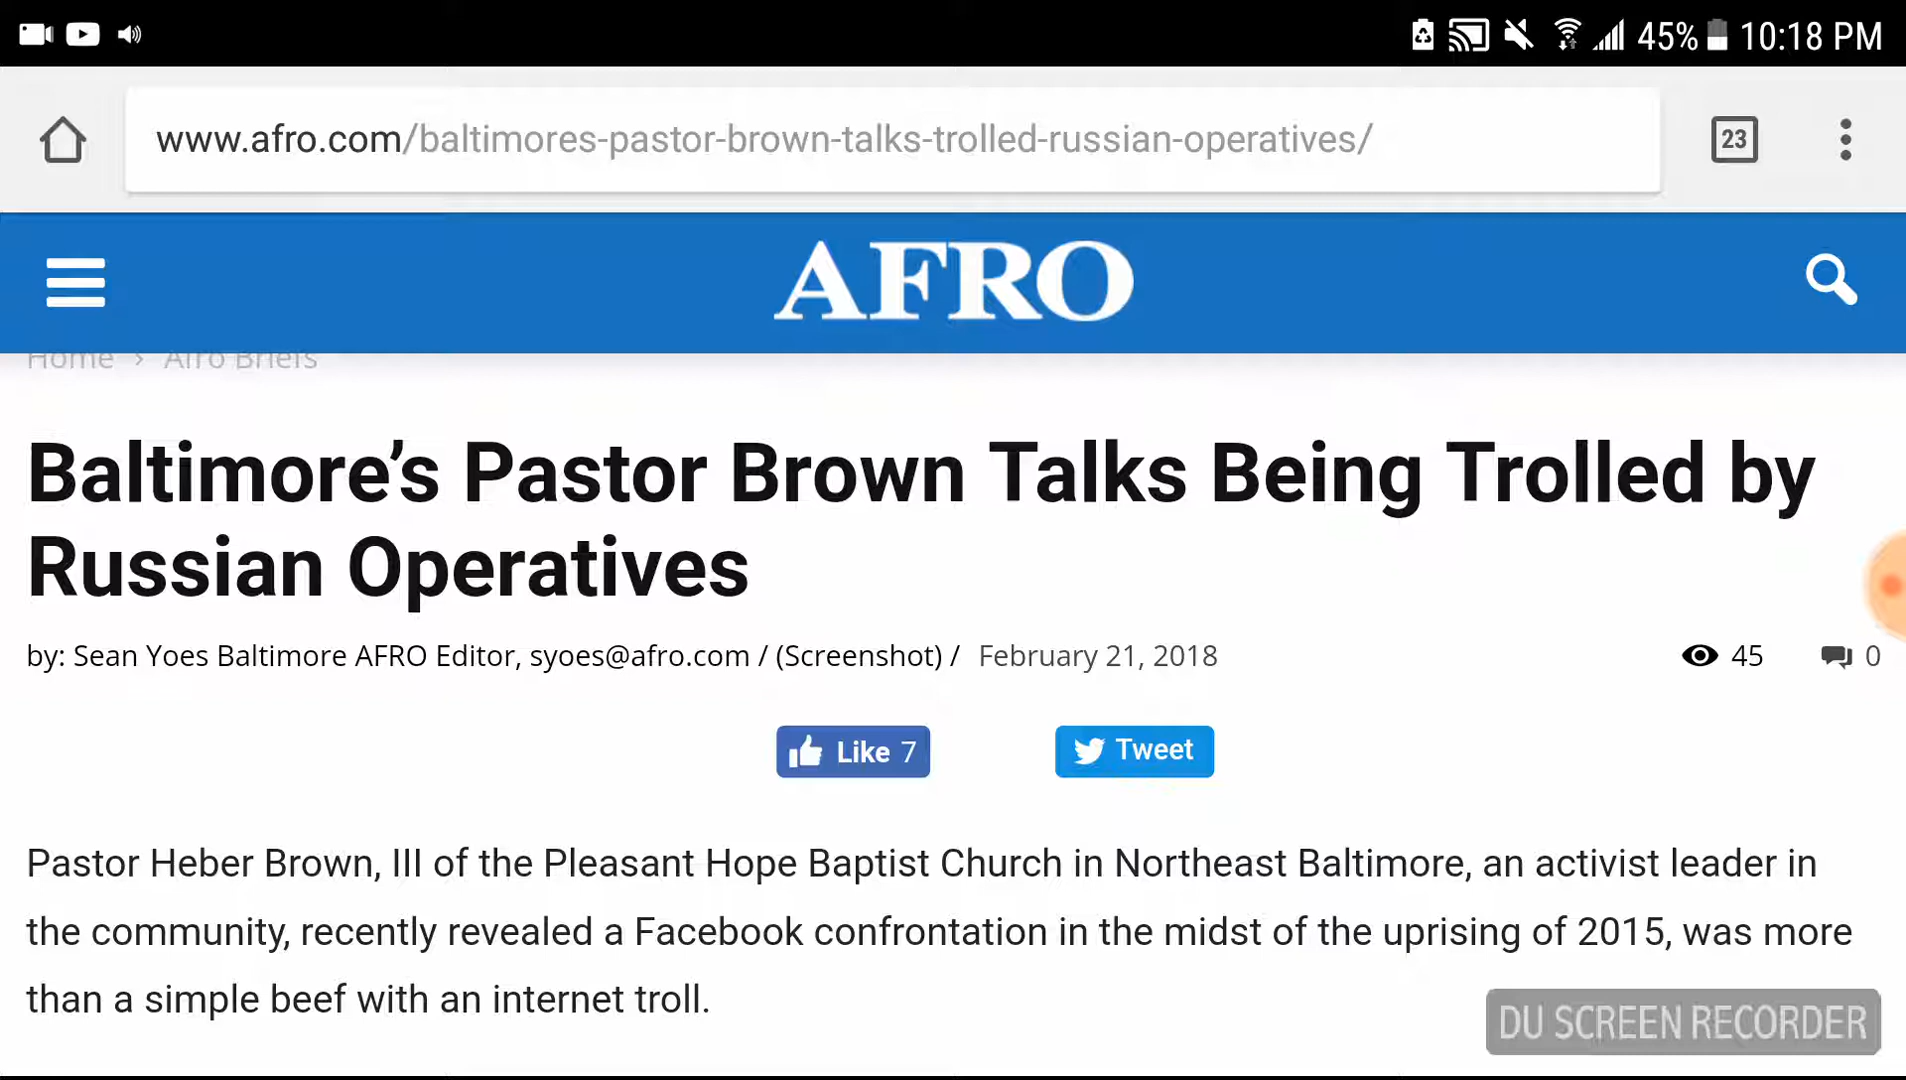 45% 10:18 PM
www.afro.com/baltimores-pastor-brown-talks-trolled-russian-operatives/
23
AFRO
Home › Afro Briefs
Baltimore’s Pastor Brown Talks Being Trolled by
Russian Operatives
by: Sean Yoes Baltimore AFRO Editor, syoes@afro.com / (Screenshot) / February 21, 2018 45 0
Like 7 Tweet
Pastor Heber Brown, III of the Pleasant Hope Baptist Church in Northeast Baltimore, an activist leader in
the community, recently revealed a Facebook confrontation in the midst of the uprising of 2015, was more
than a simple beef with an internet troll.
DU SCREEN RECORDER